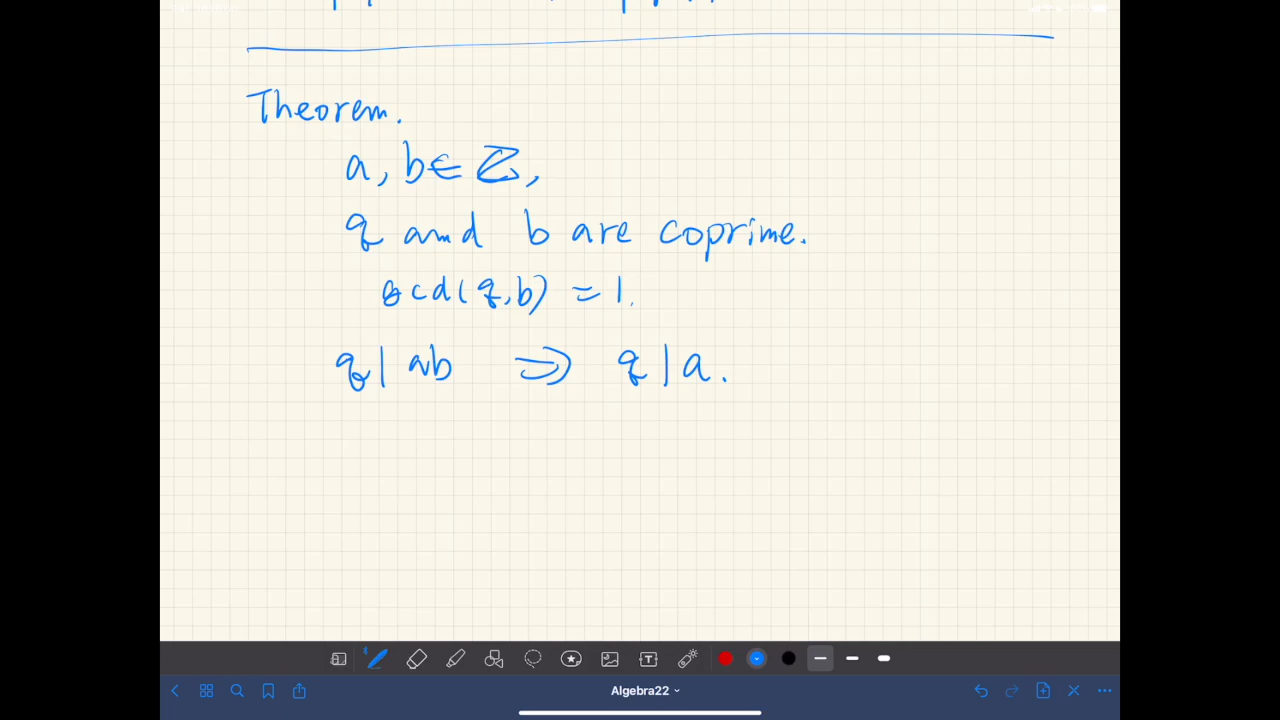 Theorem.
a, b ∈ ℤ,
q and b are coprime.
gcd(q,b) = 1.
q | ab ⇒ q | a.
Algebra22